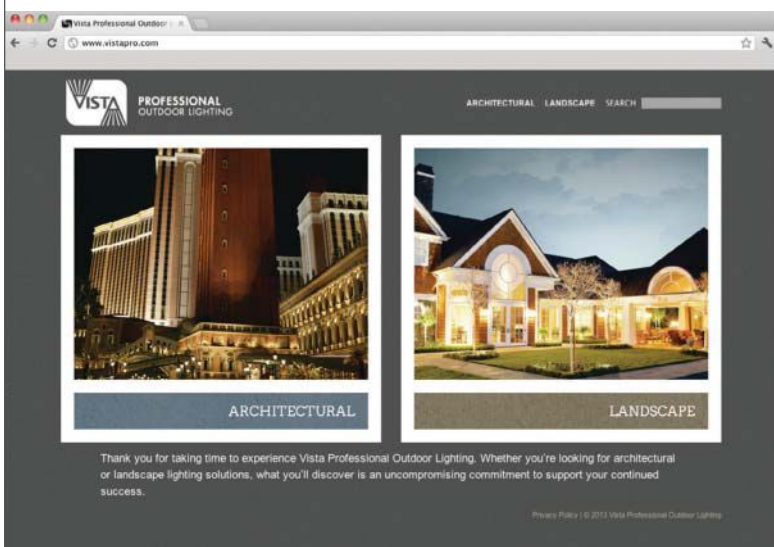 Vista Professional Outdoor L
www.vistapro.com
VISTA
PROFESSIONAL
OUTDOOR LIGHTING
ARCHITECTURAL LANDSCAPE SEARCH
ARCHITECTURAL
LANDSCAPE
Thank you for taking time to experience Vista Professional Outdoor Lighting. Whether you're looking for architectural
or landscape lighting solutions, what you'll discover is an uncompromising commitment to support your continued
success.
Privacy Policy | © 2013 Vista Professional Outdoor Lighting